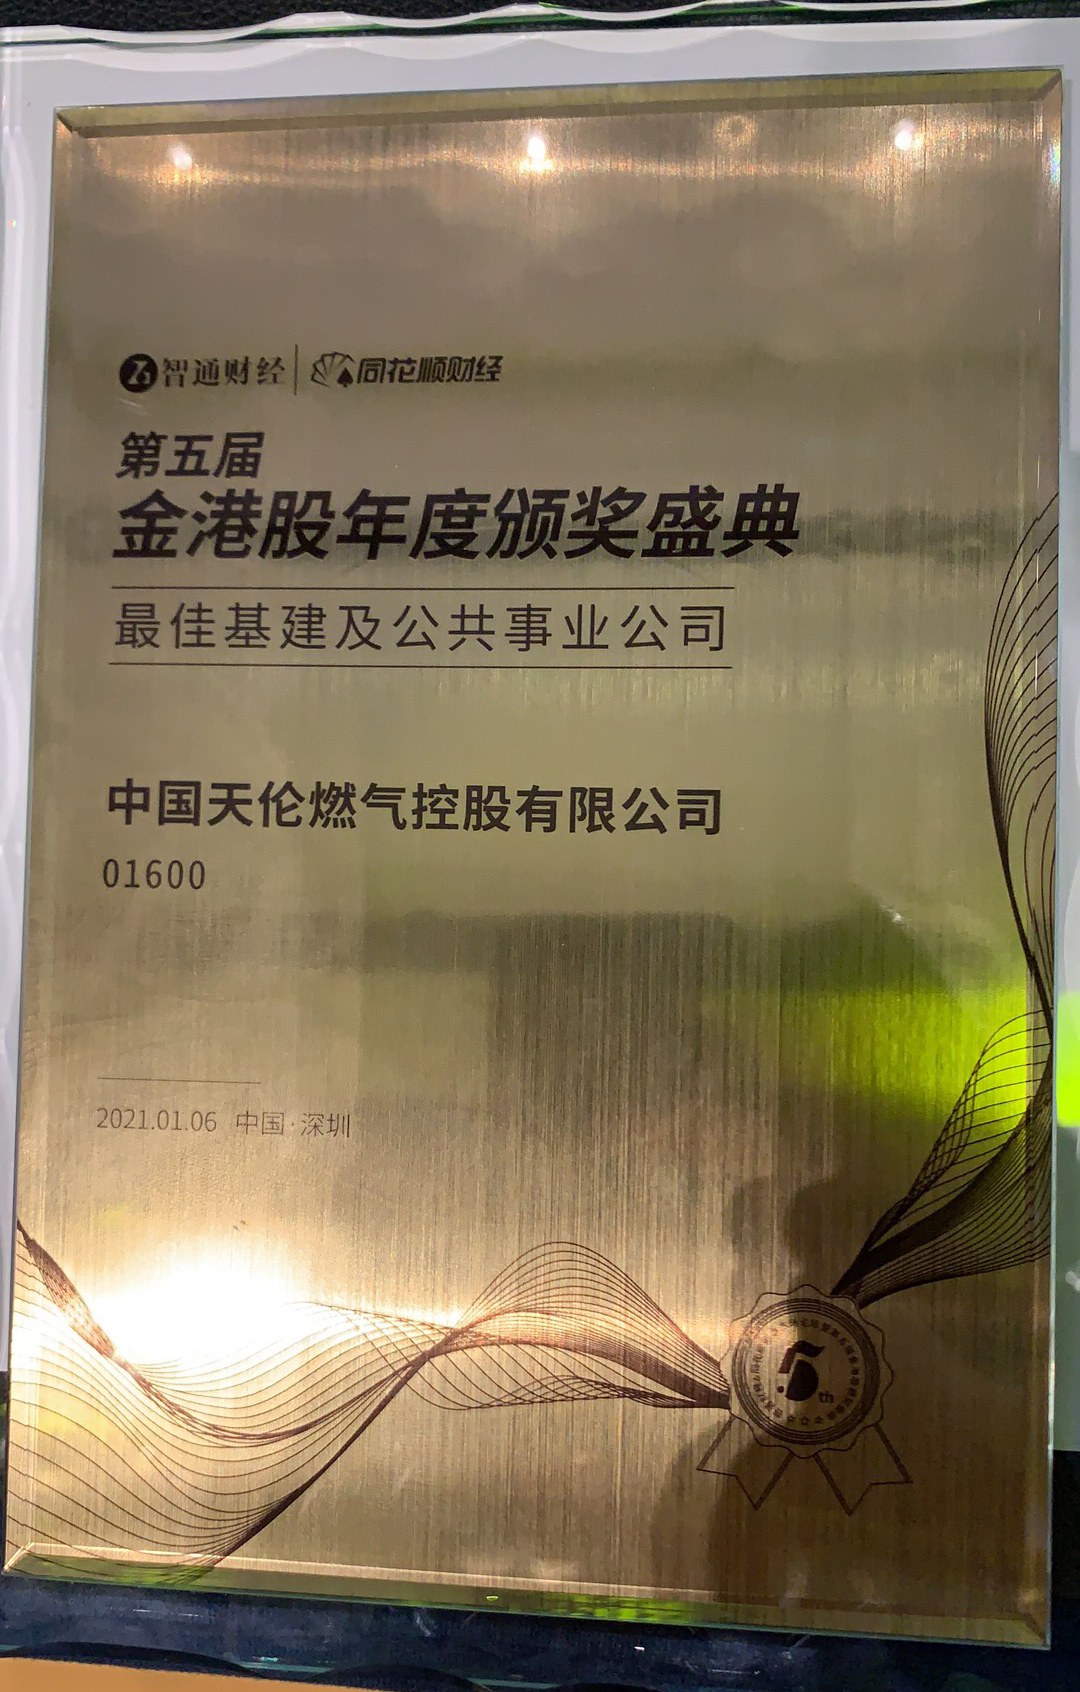 智通财经 | 同花顺财经
第五届
金港股年度颁奖盛典
最佳基建及公共事业公司
中国天伦燃气控股有限公司
01600
2021.01.06 中国·深圳
5th